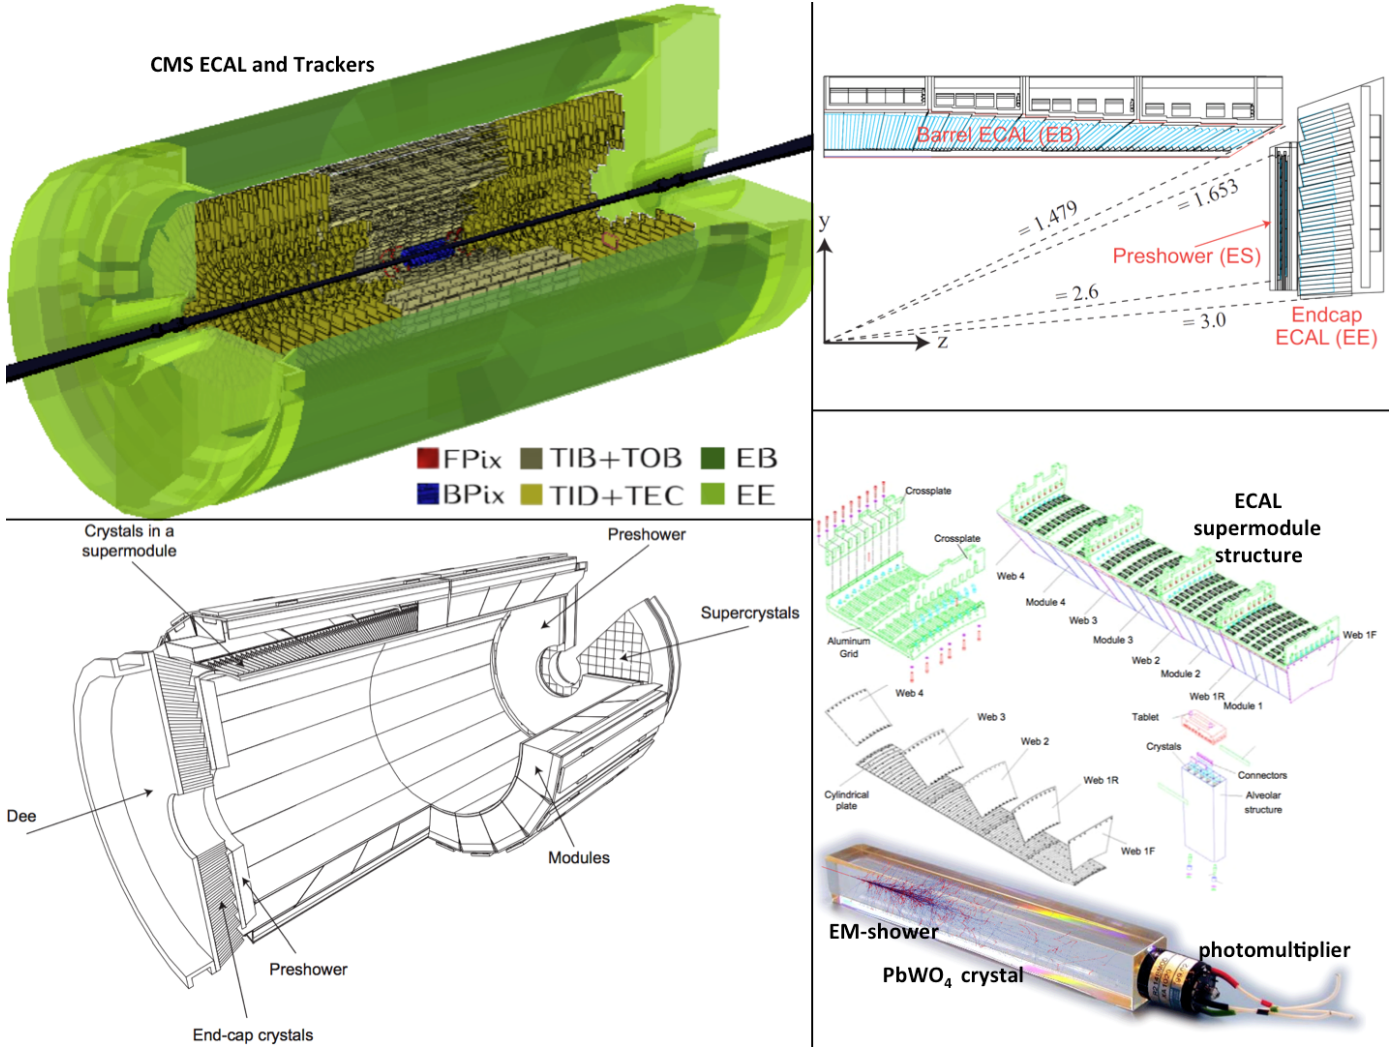 CMS ECAL and Trackers
FPix
TIB+TOB
EB
BPix
TID+TEC
EE
Barrel ECAL (EB)
y
= 1.479
= 1.653
Preshower (ES)
= 2.6
= 3.0
z
Endcap
ECAL (EE)
Crystals in a
supermodule
Preshower
Supercrystals
Dee
Modules
Preshower
End-cap crystals
ECAL
supermodule
structure
Crossplate
Crossplate
Aluminum
Grid
Web 4
Module 4
Web 3
Module 3
Web 2
Module 2
Web 1R
Module 1
Web 1F
Web 4
Web 3
Web 2
Web 1R
Web 1F
Cylindrical
plate
Tablet
Crystals
Connectors
Alveolar
structure
EM-shower
PbWO4 crystal
photomultiplier